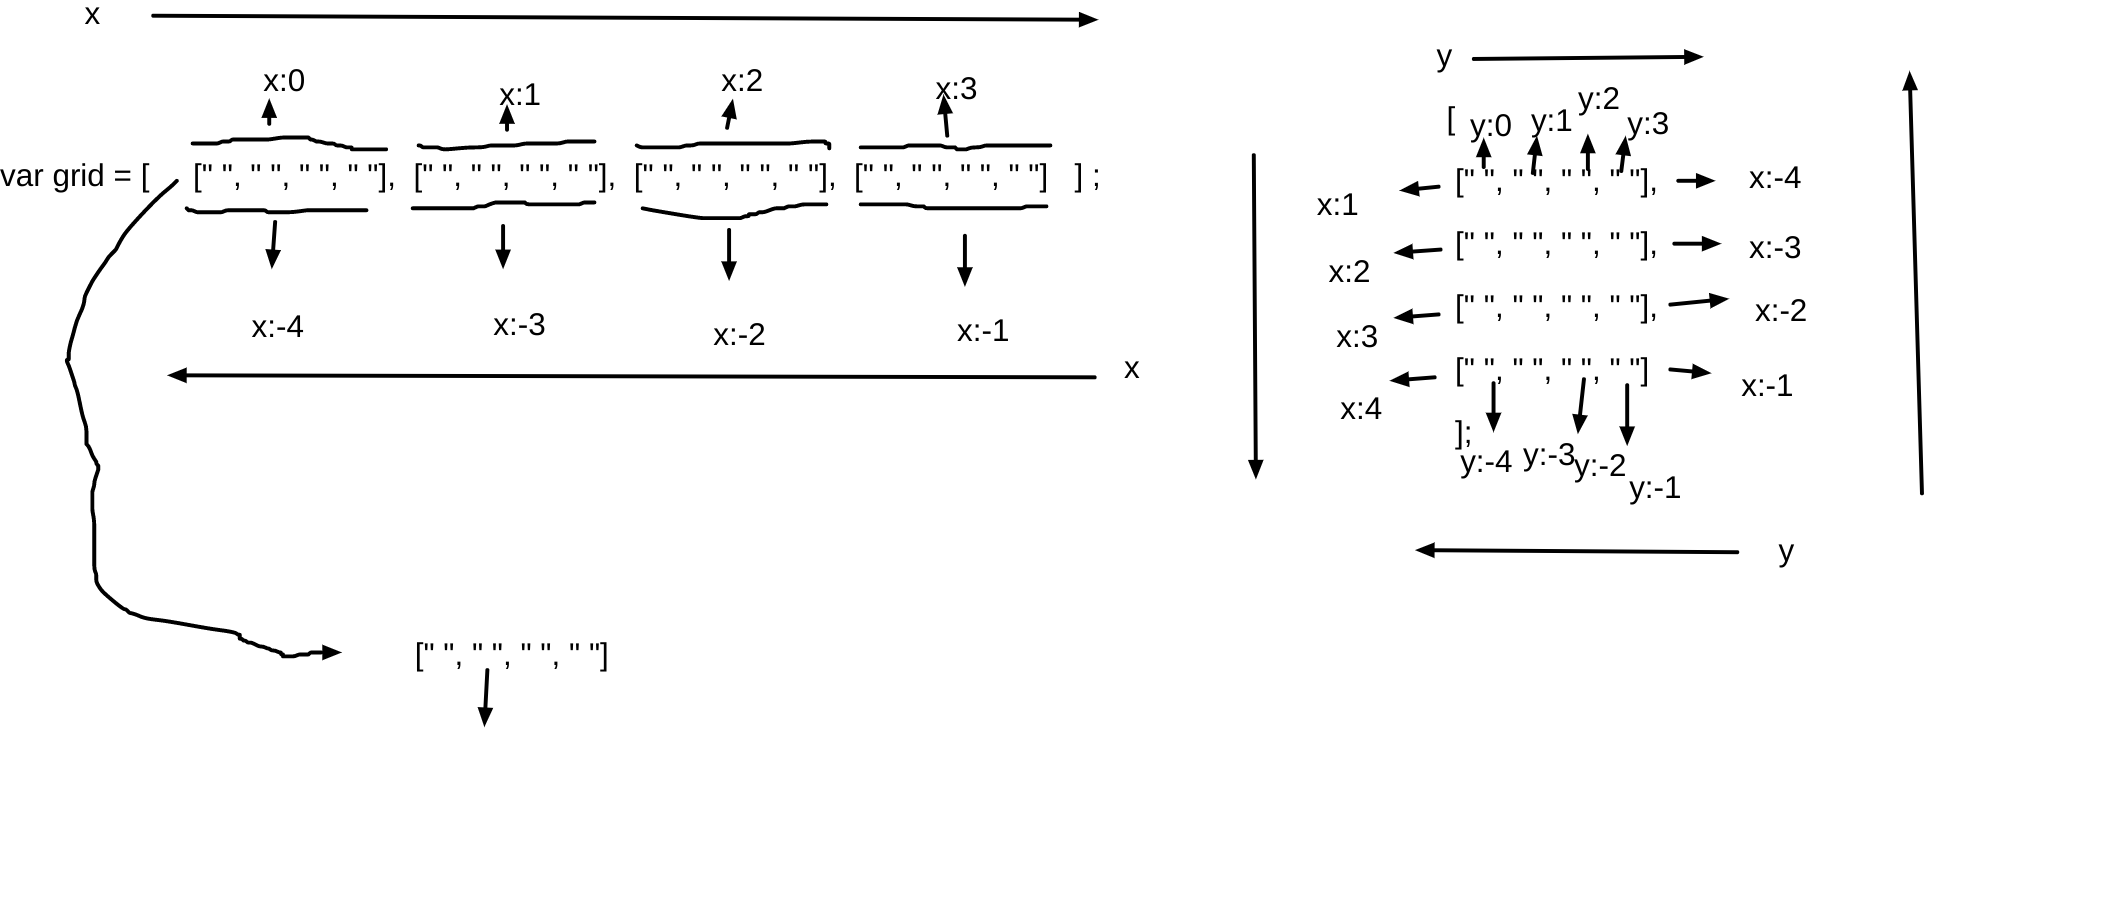 x
x:0 x:1 x:2 x:3
var grid = [ [" ", " ", " ", " "], [" ", " ", " ", " "], [" ", " ", " ", " "], [" ", " ", " ", " "] ] ;
x:-4 x:-3 x:-2 x:-1
x
[" ", " ", " ", " "]
y
[ y:0 y:1 y:2 y:3
x:1 [" ", " ", " ", " "], x:-4
x:2 [" ", " ", " ", " "], x:-3
x:3 [" ", " ", " ", " "], x:-2
x:4 [" ", " ", " ", " "] x:-1
];
y:-4 y:-3 y:-2 y:-1
y